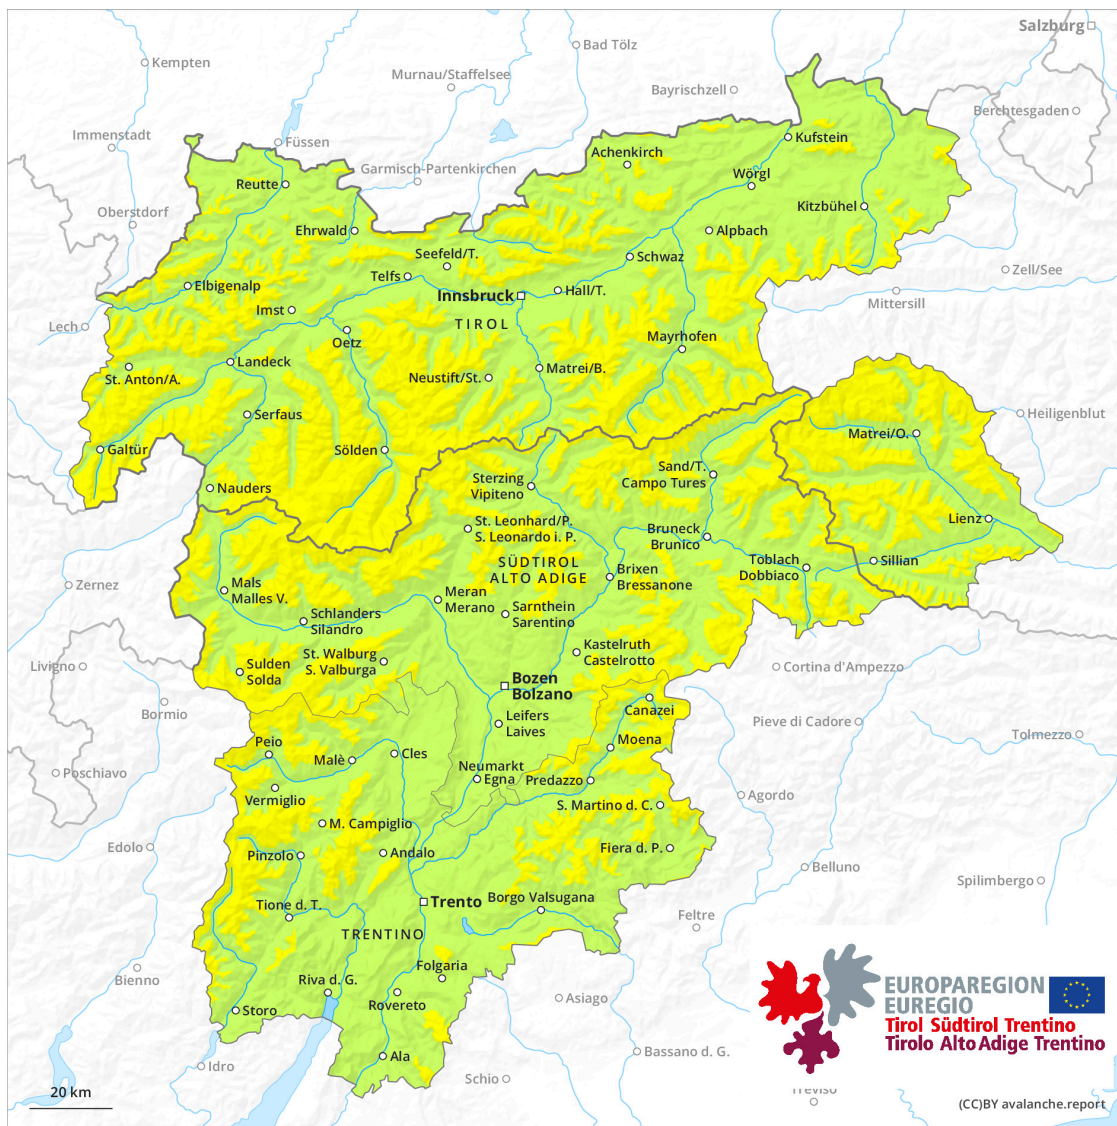 Salzburg
Bad Tölz
Kempten
Murnau/Staffelsee
Bayrischzell
Berchtesgaden
Immenstadt
Füssen
Kufstein
Achenkirch
Garmisch-Partenkirchen
Wörgl
Reutte
Oberstdorf
Kitzbühel
Ehrwald
Alpbach
Seefeld/T.
Schwaz
Zell/See
Telfs
Elbigenalp
Hall/T.
Innsbruck
Mittersill
Imst
TIROL
Lech
Oetz
Mayrhofen
Landeck
Matrei/B.
St. Anton/A.
Neustift/St.
Serfaus
Heiligenblut
Matrei/O.
Galtür
Sölden
Sand/T.
Campo Tures
Sterzing
Vipiteno
Nauders
Lienz
St. Leonhard/P.
S. Leonardo i. P.
Bruneck
Brunico
SÜDTIROL
ALTO ADIGE
Toblach
Dobbiaco
Sillian
Brixen
Bressanone
Zernez
Mals
Malles V.
Meran
Merano
Sarnthein
Sarentino
Schlanders
Silandro
Kastelruth
Castelrotto
St. Walburg
S. Valburga
Livigno
Sulden
Solda
Cortina d'Ampezzo
Bozen
Bolzano
Bormio
Canazei
Leifers
Laives
Pieve di Cadore
Tolmezzo
Moena
Peio
Cles
Malè
Poschiavo
Neumarkt
Egna
Predazzo
Vermiglio
Agordo
S. Martino d. C.
M. Campiglio
Edolo
Pinzolo
Andalo
Fiera d. P.
Belluno
Spilimbergo
Borgo Valsugana
Trento
Tione d. T.
Feltre
TRENTINO
Folgaria
Bienno
Riva d. G.
Asiago
Rovereto
Storo
EUROPAREGION
EUREGIO
Tirol Südtirol Trentino
Tirolo Alto Adige Trentino
Bassano d. G.
Ala
Idro
Schio
Treviso
20 km
(CC)BY avalanche.report